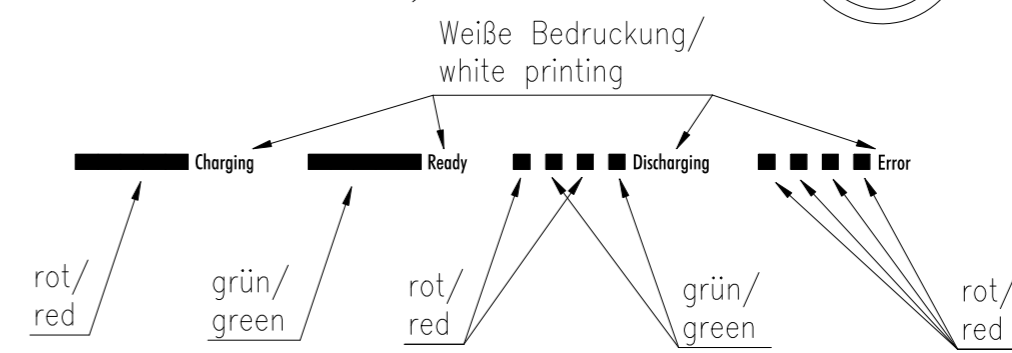 Weiße Bedruckung/
white printing
Charging
Ready
Discharging
Error
rot/
red
grün/
green
rot/
red
grün/
green
rot/
red